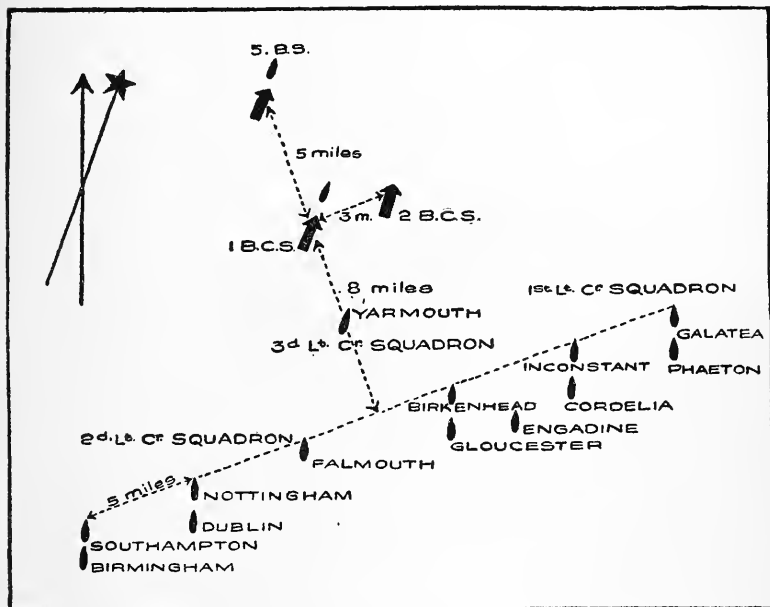 5. B.S.
5 miles
3 m.
2 B.C.S.
1 B.C.S.
8 miles
YARMOUTH
3d Lt. Cr SQUADRON
1st Lt. Cr SQUADRON
GALATEA
PHAETON
INCONSTANT
CORDELIA
BIRKENHEAD
ENGADINE
GLOUCESTER
2d. Lt. Cr SQUADRON
FALMOUTH
5 miles
NOTTINGHAM
DUBLIN
SOUTHAMPTON
BIRMINGHAM